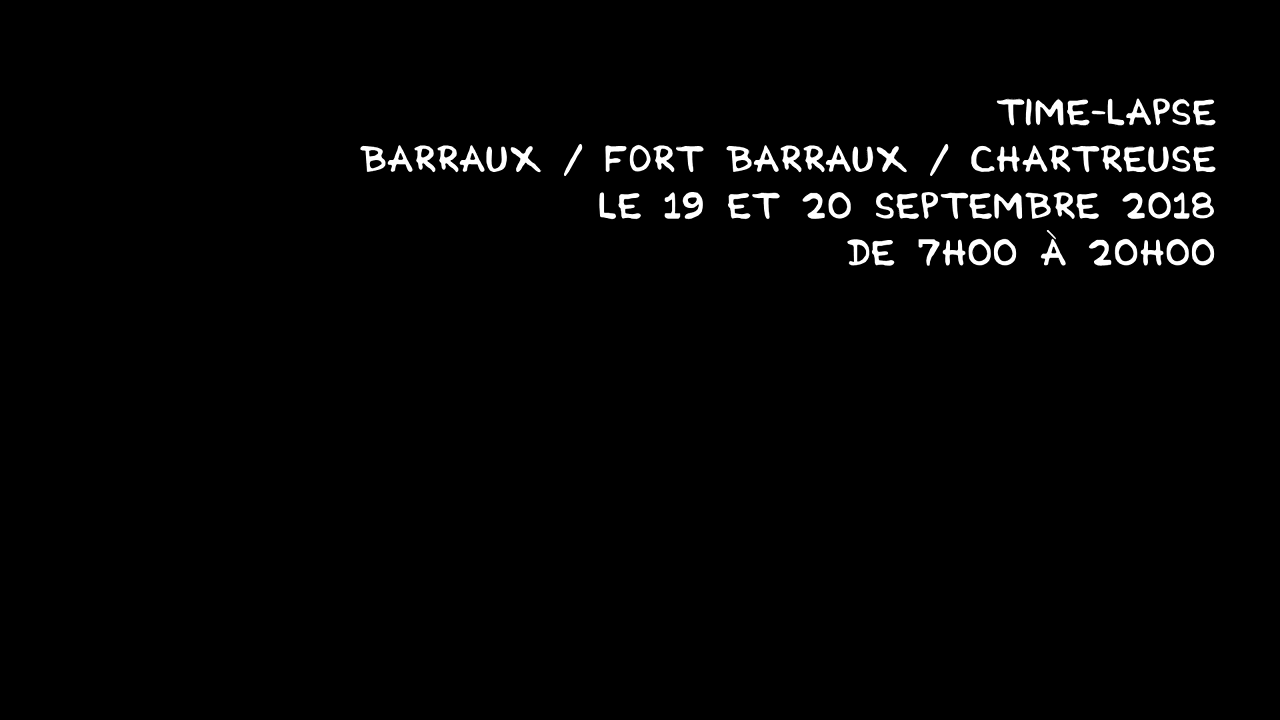 TIME-LAPSE
BARRAUX / FORT BARRAUX / CHARTREUSE
LE 19 ET 20 SEPTEMBRE 2018
DE 7H00 À 20H00